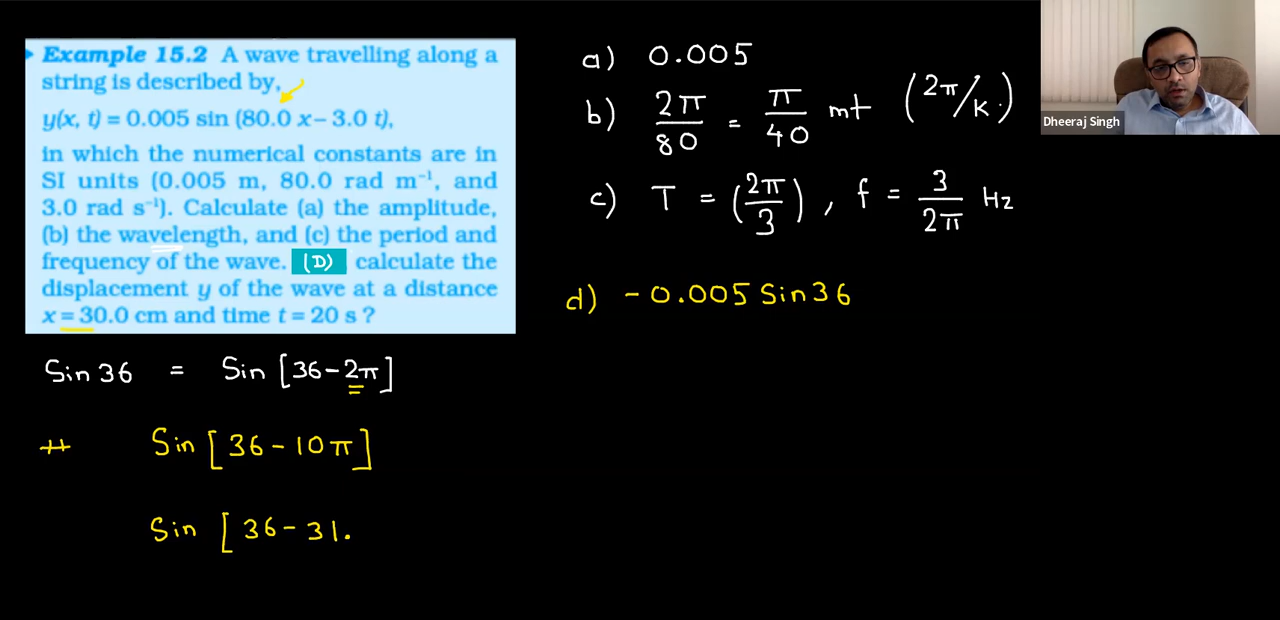 Example 15.2 A wave travelling along a
string is described by,
y(x, t) = 0.005 sin (80.0 x– 3.0 t),
in which the numerical constants are in
SI units (0.005 m, 80.0 rad m⁻¹, and
3.0 rad s⁻¹). Calculate (a) the amplitude,
(b) the wavelength, and (c) the period and
frequency of the wave. (D) calculate the
displacement y of the wave at a distance
x = 30.0 cm and time t = 20 s ?
Sin 36 = Sin [36-2π]
Sin [36-10π]
Sin [36-31.
a) 0.005
b) 2π/80 = π/40 mt (2π/k.)
c) T = (2π/3), f = 3/2π Hz
d) -0.005 Sin 36
Dheeraj Singh